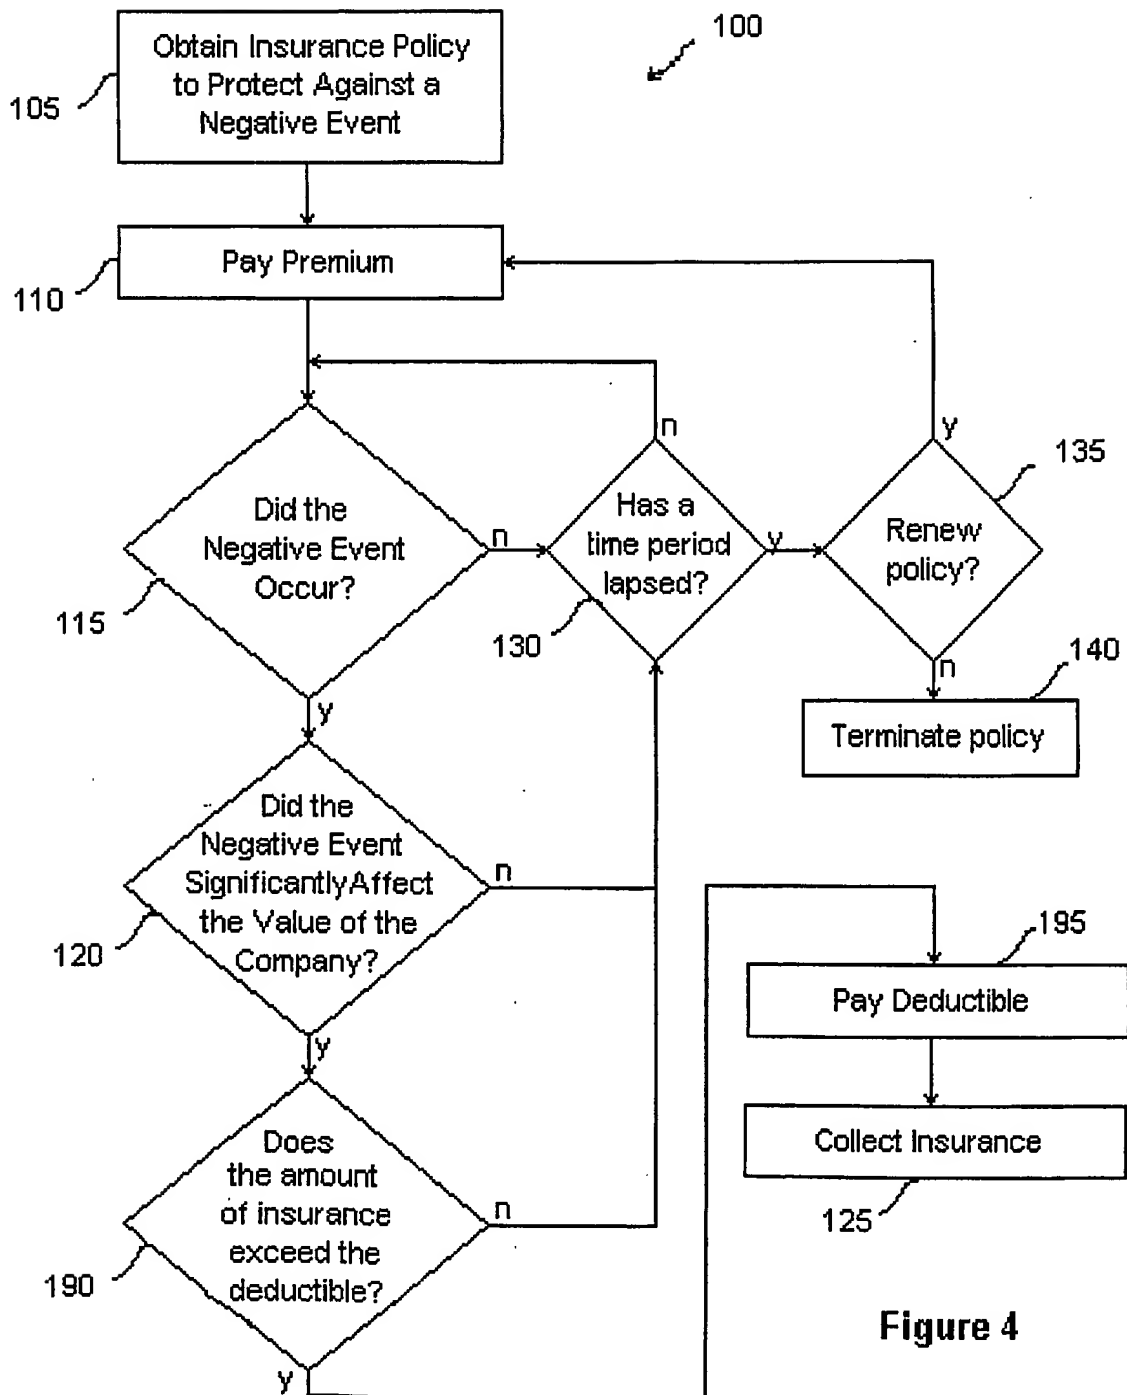 100
Obtain Insurance Policy
to Protect Against a
Negative Event
105
Pay Premium
110
n
y
135
Did the
Negative Event
Occur?
n
Has a
time period
lapsed?
y
Renew
policy?
115
130
y
n
140
Terminate policy
Did the
Negative Event
SignificantlyAffect
the Value of the
Company?
n
120
y
195
Pay Deductible
Does
the amount
of insurance
exceed the
deductible?
n
190
y
Collect Insurance
125
Figure 4